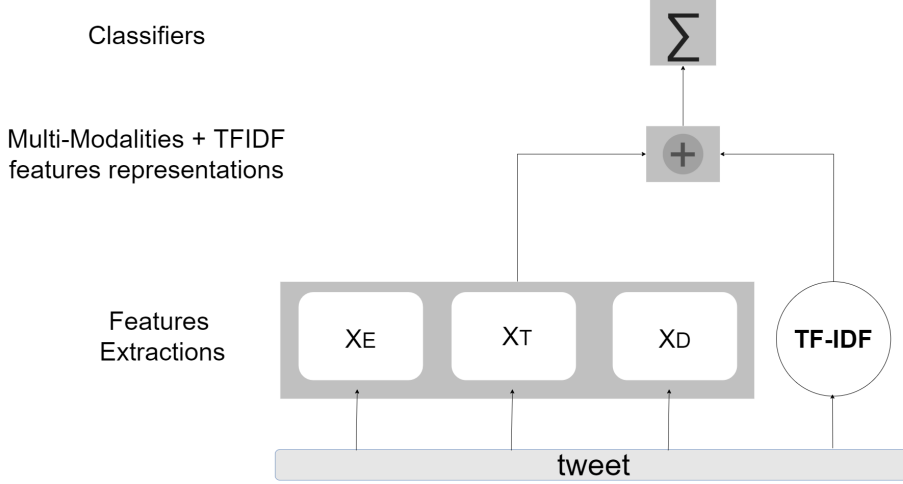 Classifiers
∑
Multi-Modalities + TFIDF
features representations
+
Features
Extractions
XE
XT
XD
TF-IDF
tweet